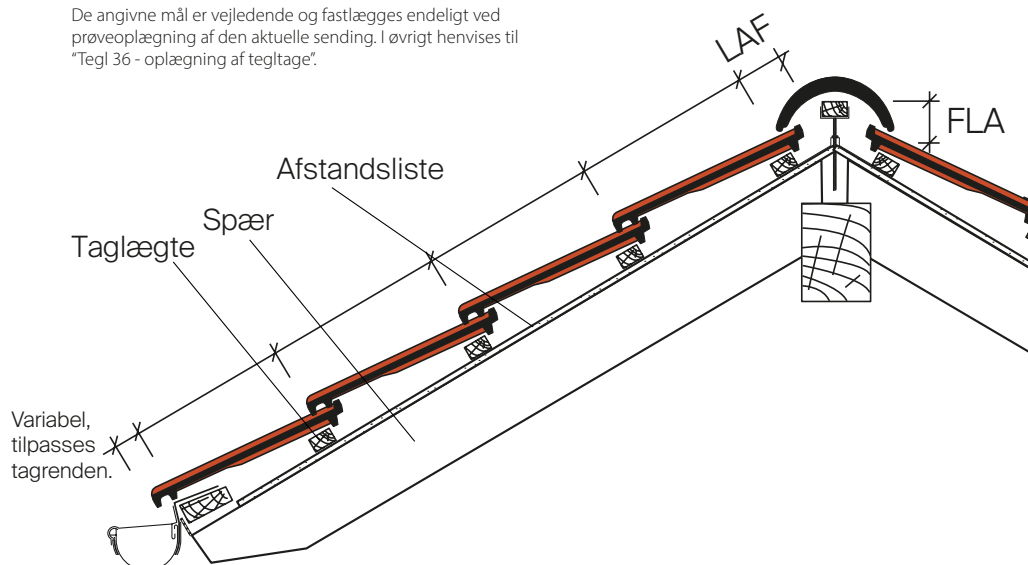 De angivne mål er vejledende og fastlægges endeligt ved
prøveoplægning af den aktuelle sending. I øvrigt henvises til
“Tegl 36 - oplægning af tegltage”.
LAF
FLA
Afstandsliste
Spær
Taglægte
Variabel,
tilpasses
tagrenden.